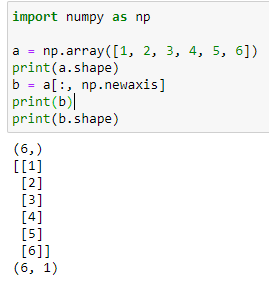 import numpy as np
a = np.array([1, 2, 3, 4, 5, 6])
print(a.shape)
b = a[:, np.newaxis]
print(b)
print(b.shape)
(6,)
[[1]
 [2]
 [3]
 [4]
 [5]
 [6]]
(6, 1)